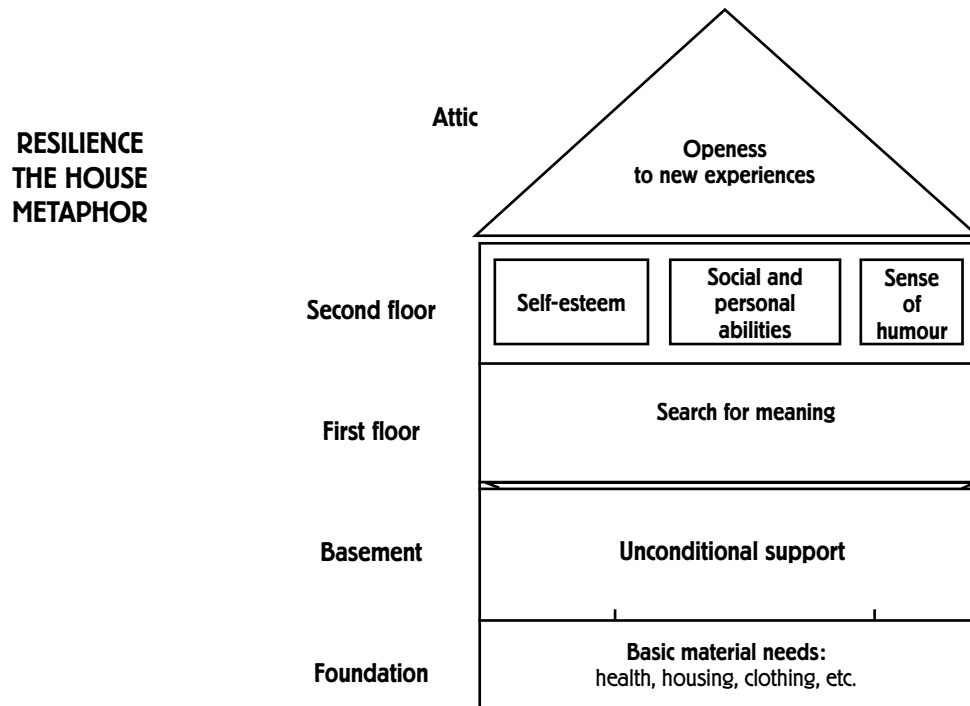 RESILIENCE
THE HOUSE
METAPHOR
Attic
Openess
to new experiences
Second floor
Self-esteem
Social and
personal
abilities
Sense
of
humour
First floor
Search for meaning
Basement
Unconditional support
Foundation
Basic material needs:
health, housing, clothing, etc.